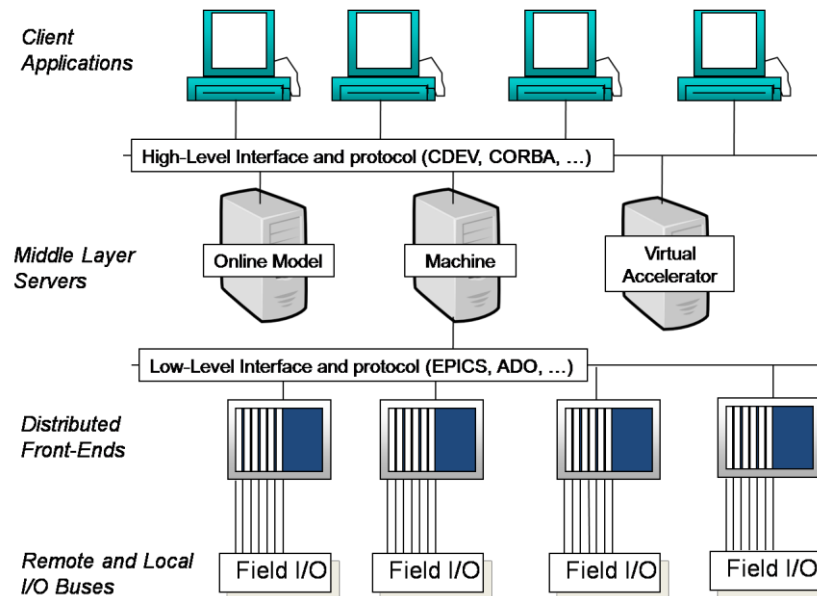 Client
Applications
High-Level Interface and protocol (CDEV, CORBA, ...)
Middle Layer
Servers
Online Model
Machine
Virtual
Accelerator
Low-Level Interface and protocol (EPICS, ADO, ...)
Distributed
Front-Ends
Remote and Local
I/O Buses
Field I/O
Field I/O
Field I/O
Field I/O